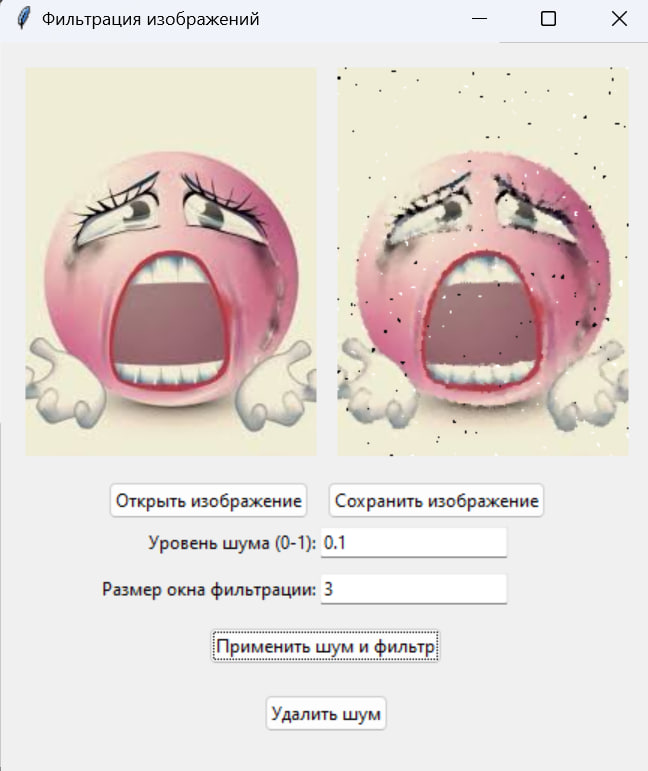 Фильтрация изображений
Открыть изображение
Сохранить изображение
Уровень шума (0-1): 0.1
Размер окна фильтрации: 3
Применить шум и фильтр
Удалить шум